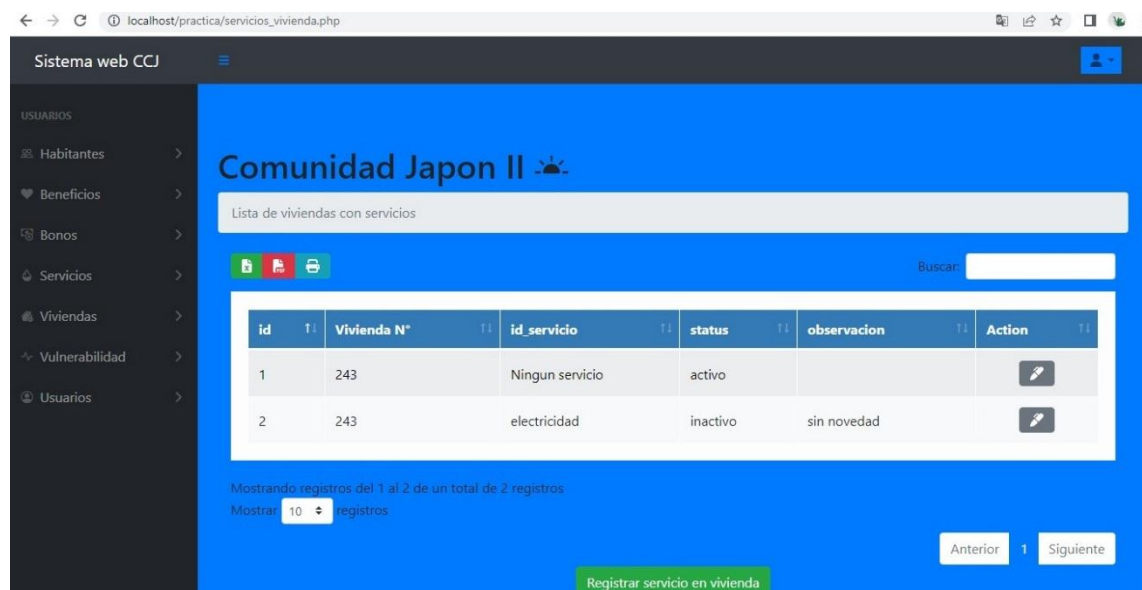 localhost/practica/servicios_vivienda.php
Sistema web CCJ
USUARIOS
Habitantes
Beneficios
Bonos
Servicios
Viviendas
Vulnerabilidad
Usuarios
Comunidad Japon II
Lista de viviendas con servicios
Buscar:
id Vivienda N° id_servicio status observacion Action
1 243 Ningun servicio activo
2 243 electricidad inactivo sin novedad
Mostrando registros del 1 al 2 de un total de 2 registros
Mostrar 10 registros
Anterior 1 Siguiente
Registrar servicio en vivienda